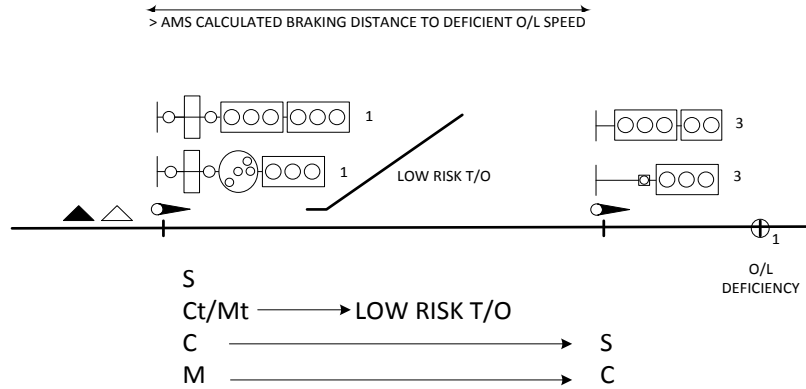 > AMS CALCULATED BRAKING DISTANCE TO DEFICIENT O/L SPEED
1
3
1
LOW RISK T/O
3
1
O/L
DEFICIENCY
S
Ct/Mt LOW RISK T/O
C S
M C